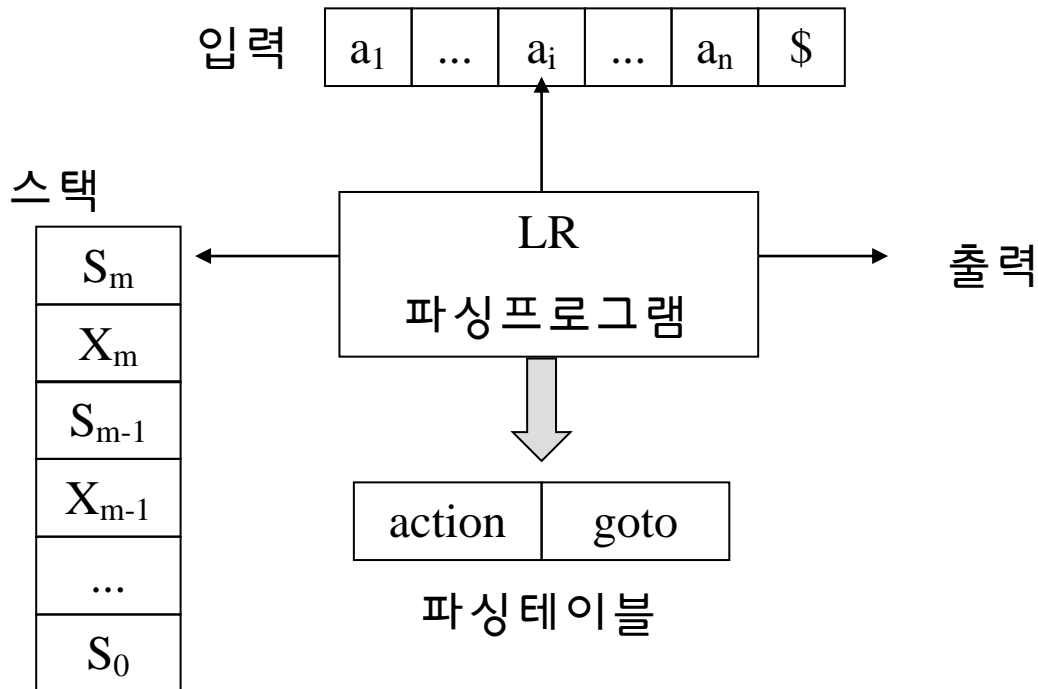 입력 a₁ ... aᵢ ... aₙ $
스택
Sₘ
Xₘ
Sₘ₋₁
Xₘ₋₁
...
S₀
LR
파싱프로그램
출력
action goto
파싱테이블